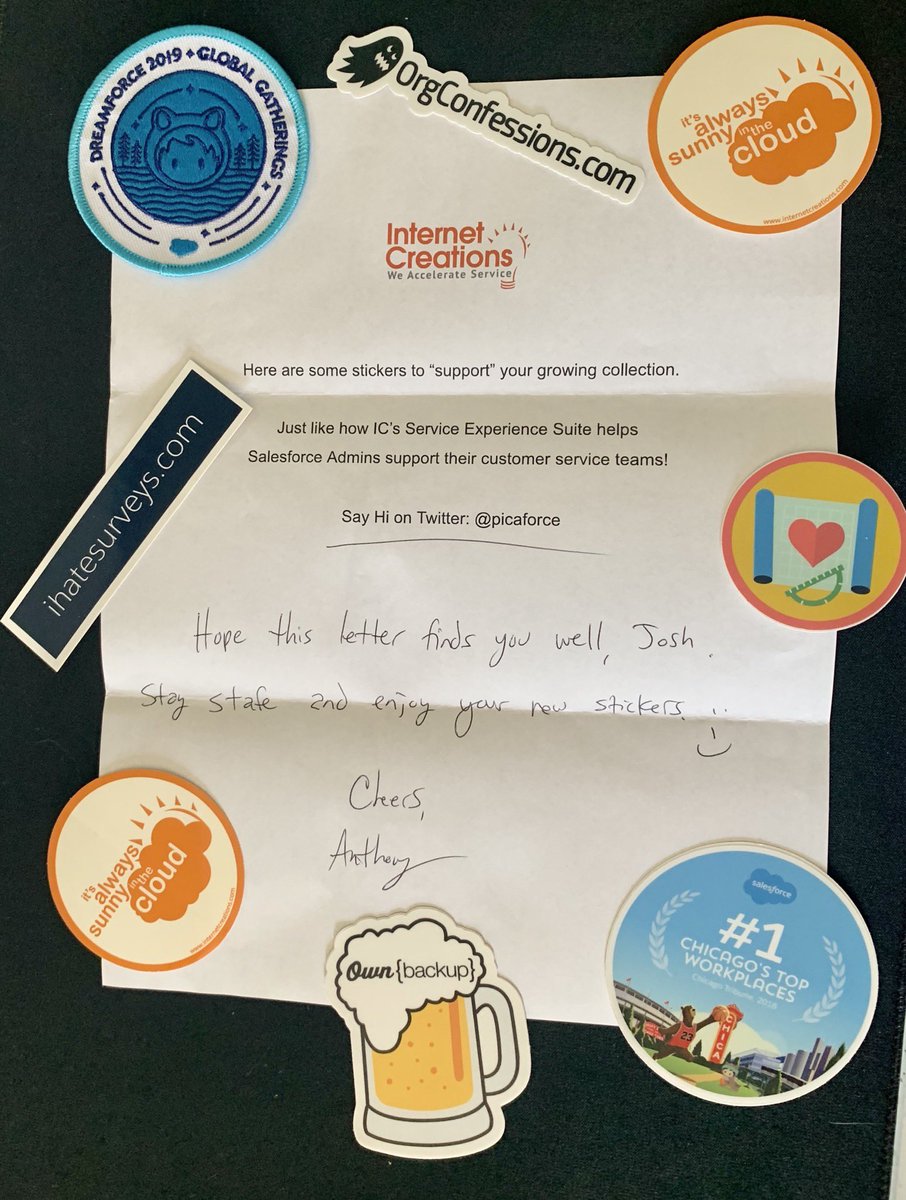 DREAMFORCE 2019 ✦ GLOBAL GATHERINGS
OrgConfessions.com
it's
always
sunny in the
cloud
www.internetcreations.com
Internet
Creations
We Accelerate Service
Here are some stickers to “support” your growing collection.
Just like how IC’s Service Experience Suite helps
Salesforce Admins support their customer service teams!
Say Hi on Twitter: @picaforce
ihatesurveys.com
Hope this letter finds you well, Josh.
Stay stafe and enjoy your new stickers. :)
Cheers,
Anthony
it's
always
sunny in the
cloud
www.internetcreations.com
Own{backup}
salesforce
#1
CHICAGO'S TOP
WORKPLACES
Chicago Tribune, 2018
23
CHICA